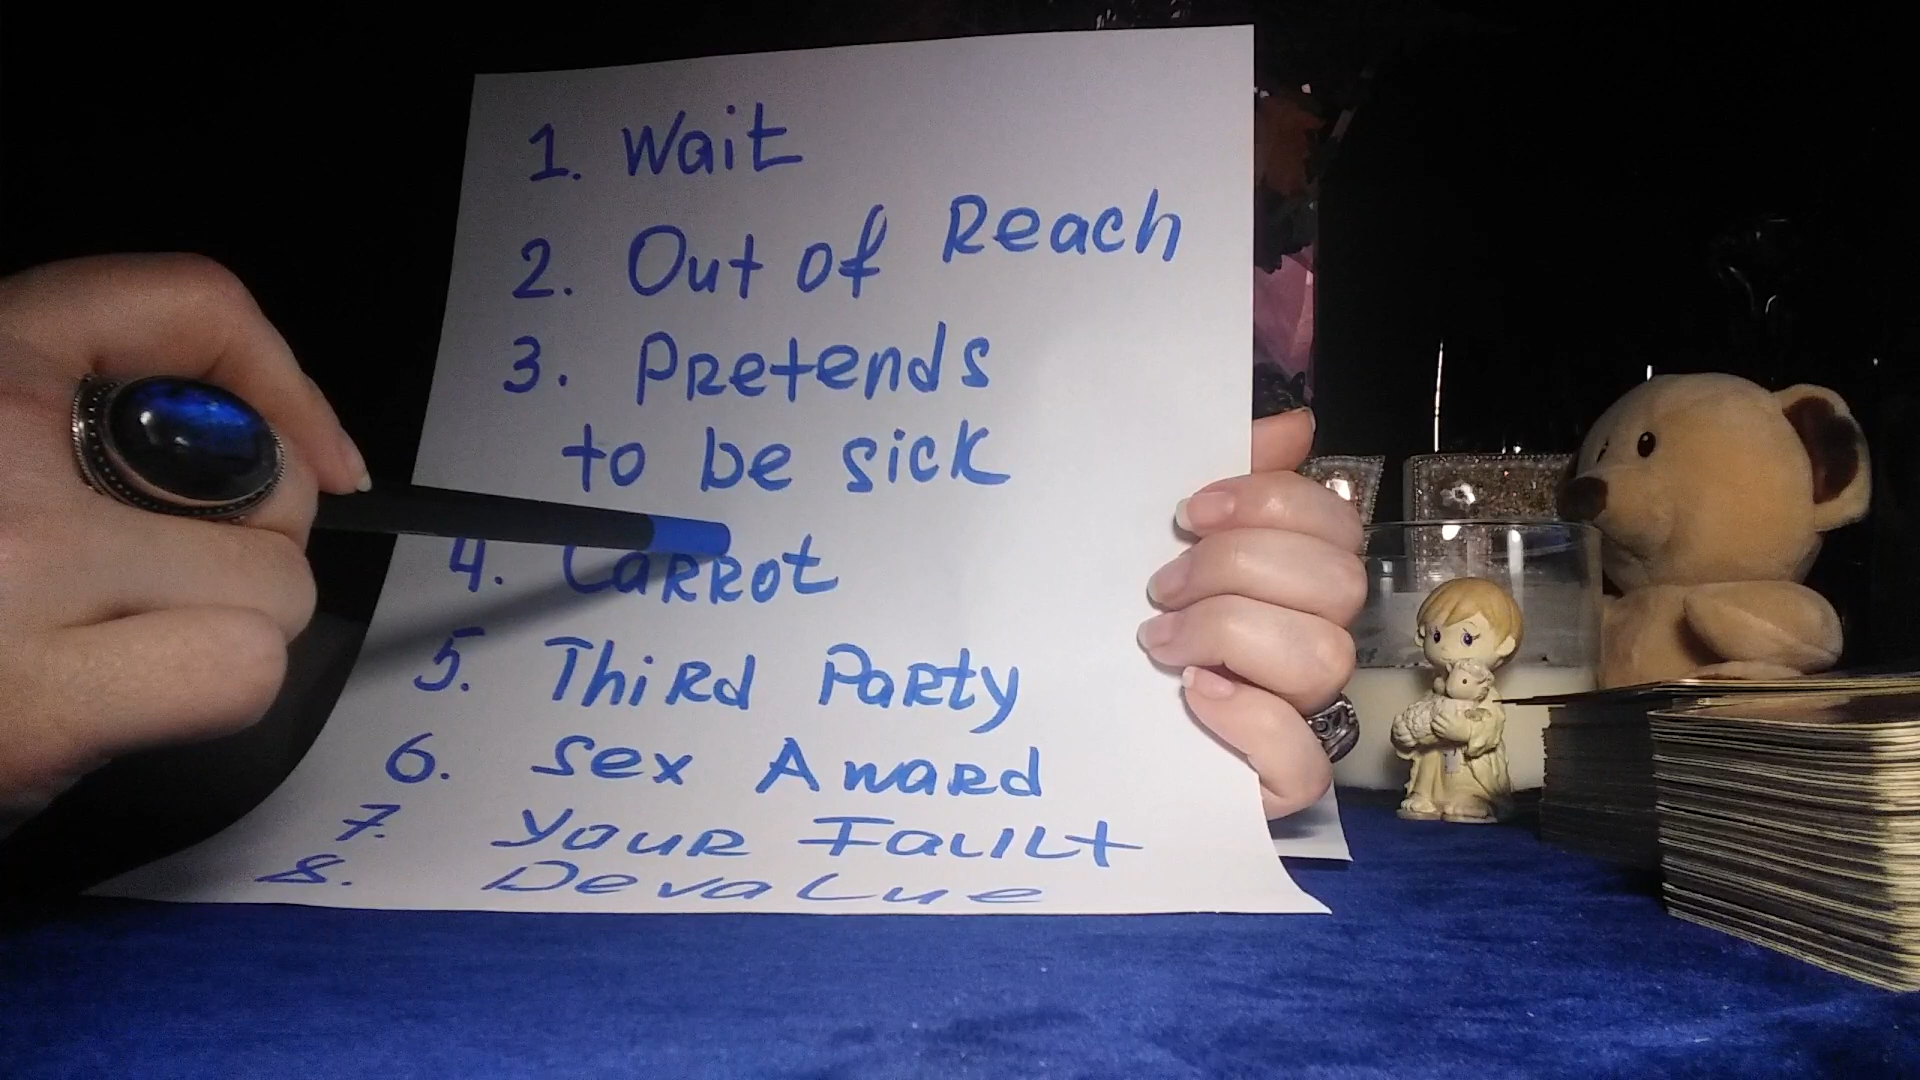 1. Wait
2. Out of Reach
3. Pretends
to be sick
4. Carrot
5. Third Party
6. Sex Award
7. Your Fault
8. Devalue